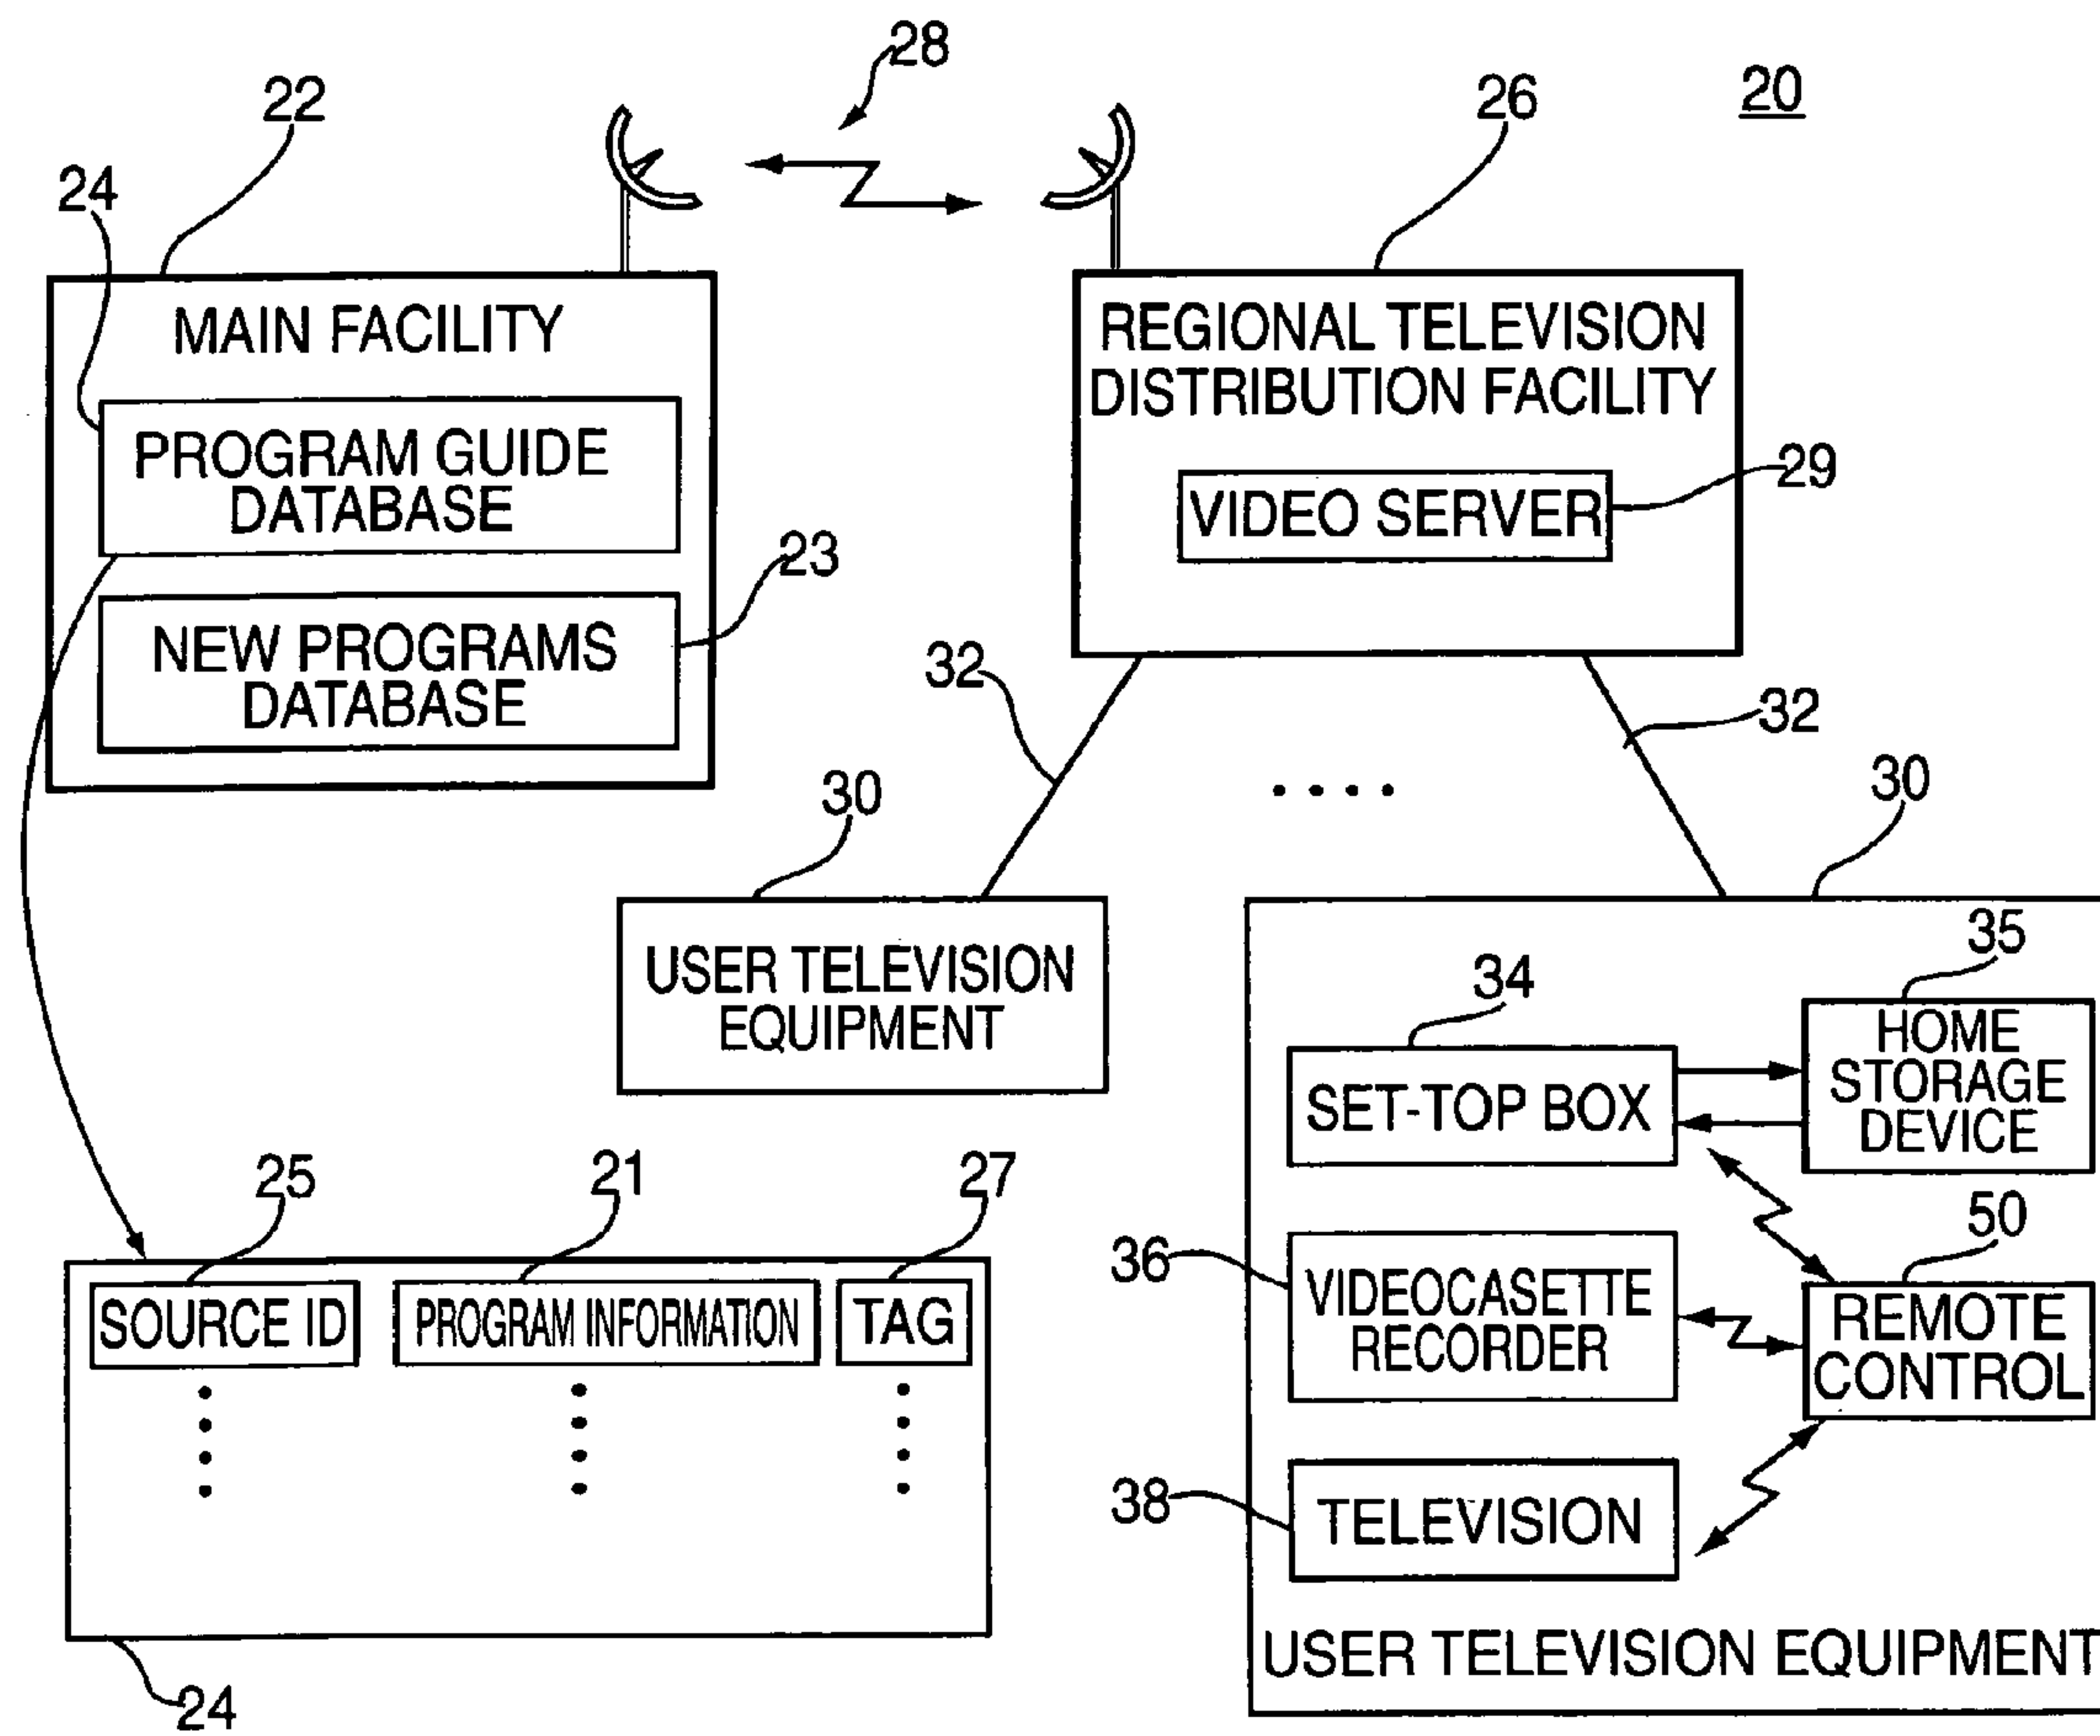 28
22
26
20
24
MAIN FACILITY
REGIONAL TELEVISION
DISTRIBUTION FACILITY
PROGRAM GUIDE
DATABASE
VIDEO SERVER
29
23
NEW PROGRAMS
DATABASE
32
32
30
30
USER TELEVISION
EQUIPMENT
35
34
HOME
STORAGE
DEVICE
SET-TOP BOX
25
21
27
50
36
SOURCE ID
PROGRAM INFORMATION
TAG
VIDEOCASETTE
RECORDER
REMOTE
CONTROL
38
TELEVISION
USER TELEVISION EQUIPMENT
24